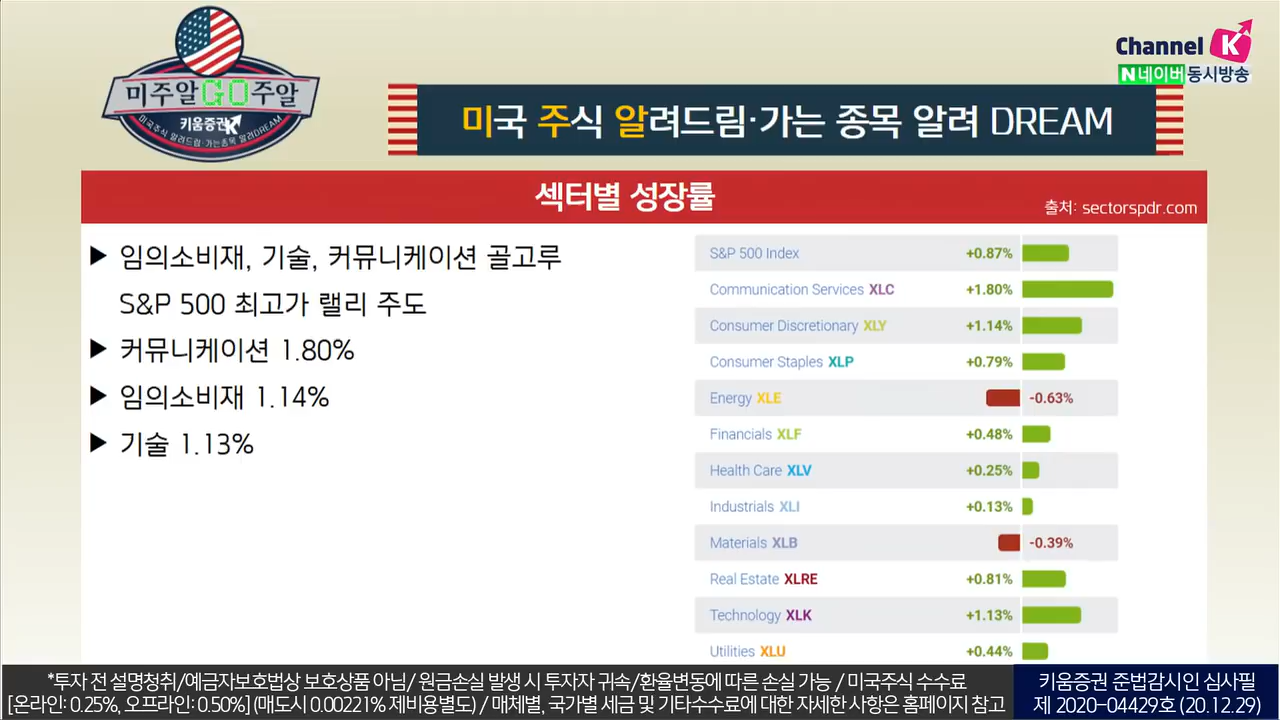 미주알GO주알
키움증권
미국주식 알려드림·가는종목 알려DREAM
Channel K
N 네이버 동시방송
미국 주식 알려드림·가는 종목 알려 DREAM
섹터별 성장률
출처: sectorspdr.com
▶ 임의소비재, 기술, 커뮤니케이션 골고루
S&P 500 최고가 랠리 주도
▶ 커뮤니케이션 1.80%
▶ 임의소비재 1.14%
▶ 기술 1.13%
S&P 500 Index +0.87%
Communication Services XLC +1.80%
Consumer Discretionary XLY +1.14%
Consumer Staples XLP +0.79%
Energy XLE -0.63%
Financials XLF +0.48%
Health Care XLV +0.25%
Industrials XLI +0.13%
Materials XLB -0.39%
Real Estate XLRE +0.81%
Technology XLK +1.13%
Utilities XLU +0.44%
*투자 전 설명청취/예금자보호법상 보호상품 아님/ 원금손실 발생 시 투자자 귀속/환율변동에 따른 손실 가능 / 미국주식 수수료
[온라인: 0.25%, 오프라인: 0.50%] (매도시 0.00221% 제비용별도) / 매체별, 국가별 세금 및 기타수수료에 대한 자세한 사항은 홈페이지 참고
키움증권 준법감시인 심사필
제 2020-04429호 (20.12.29)